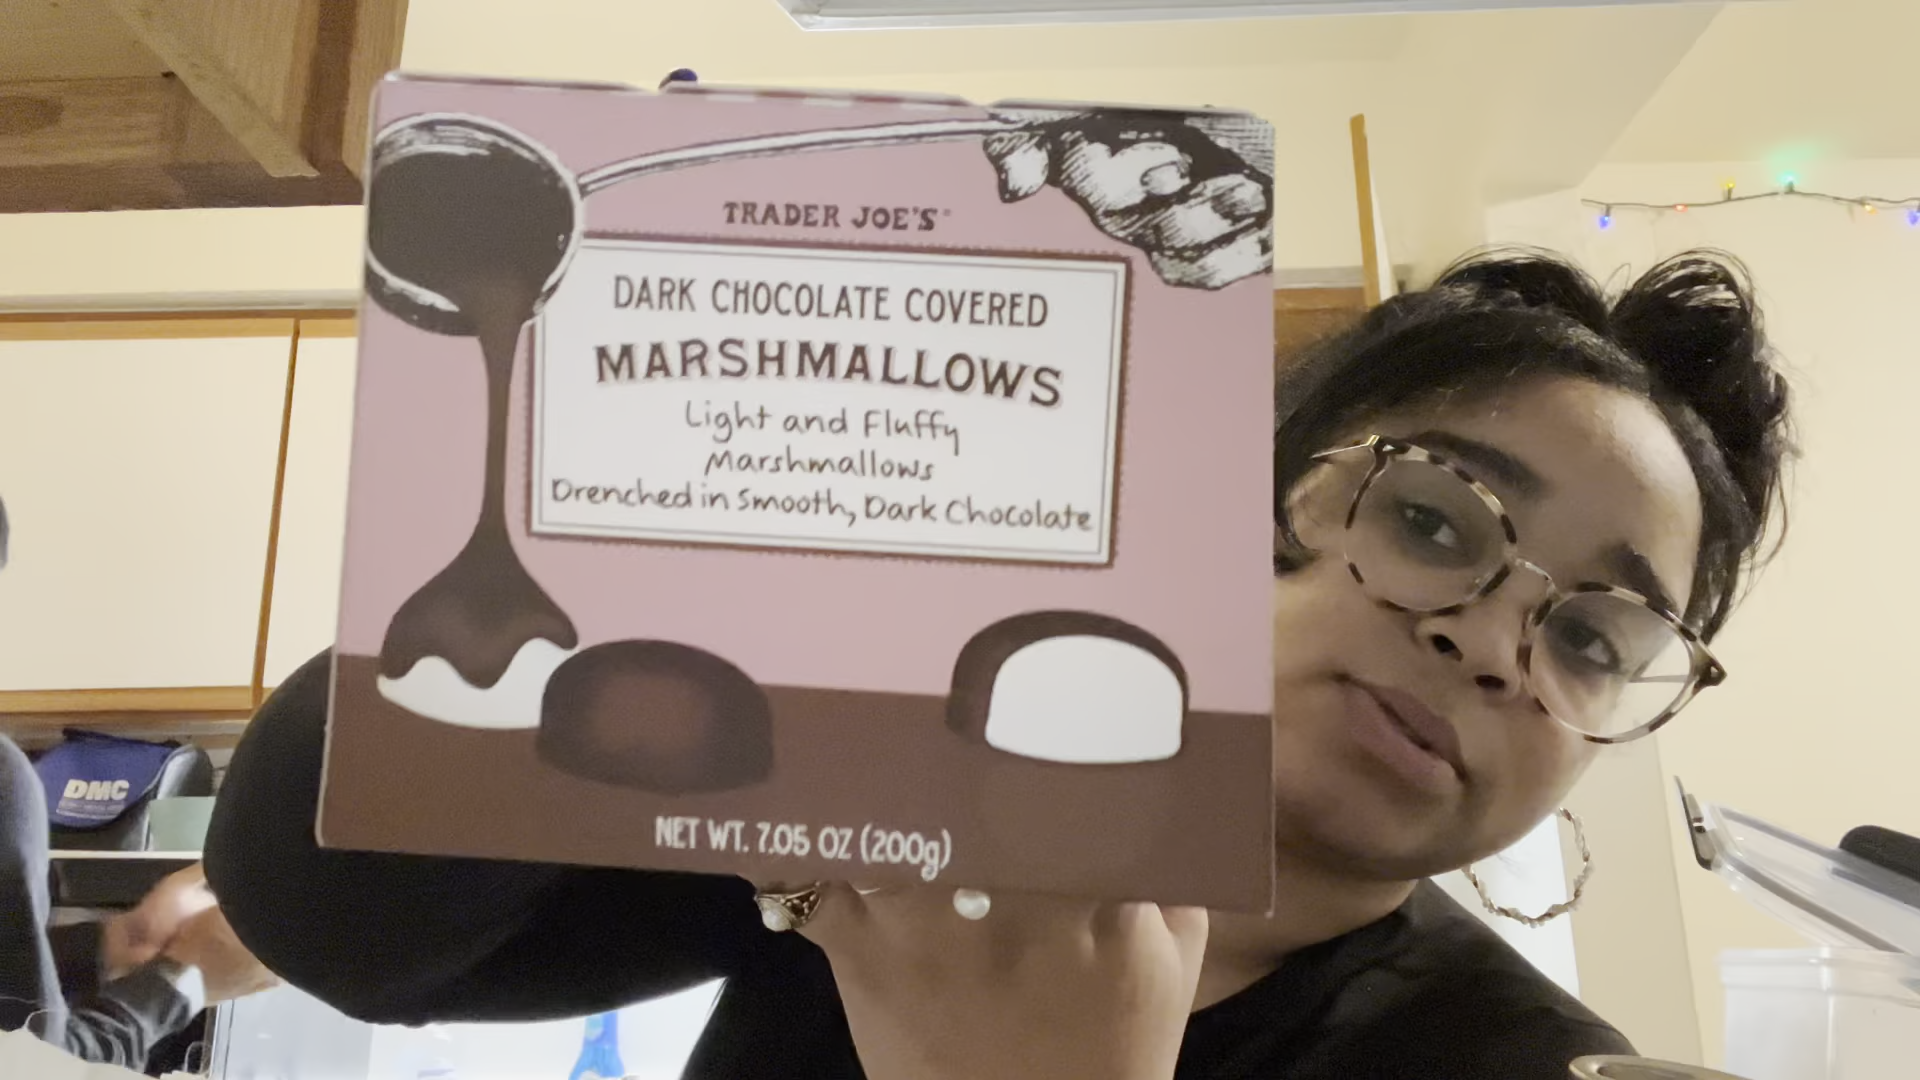 TRADER JOE'S
DARK CHOCOLATE COVERED
MARSHMALLOWS
Light and Fluffy
Marshmallows
Drenched in Smooth, Dark Chocolate
NET WT. 7.05 OZ (200g)
DMC